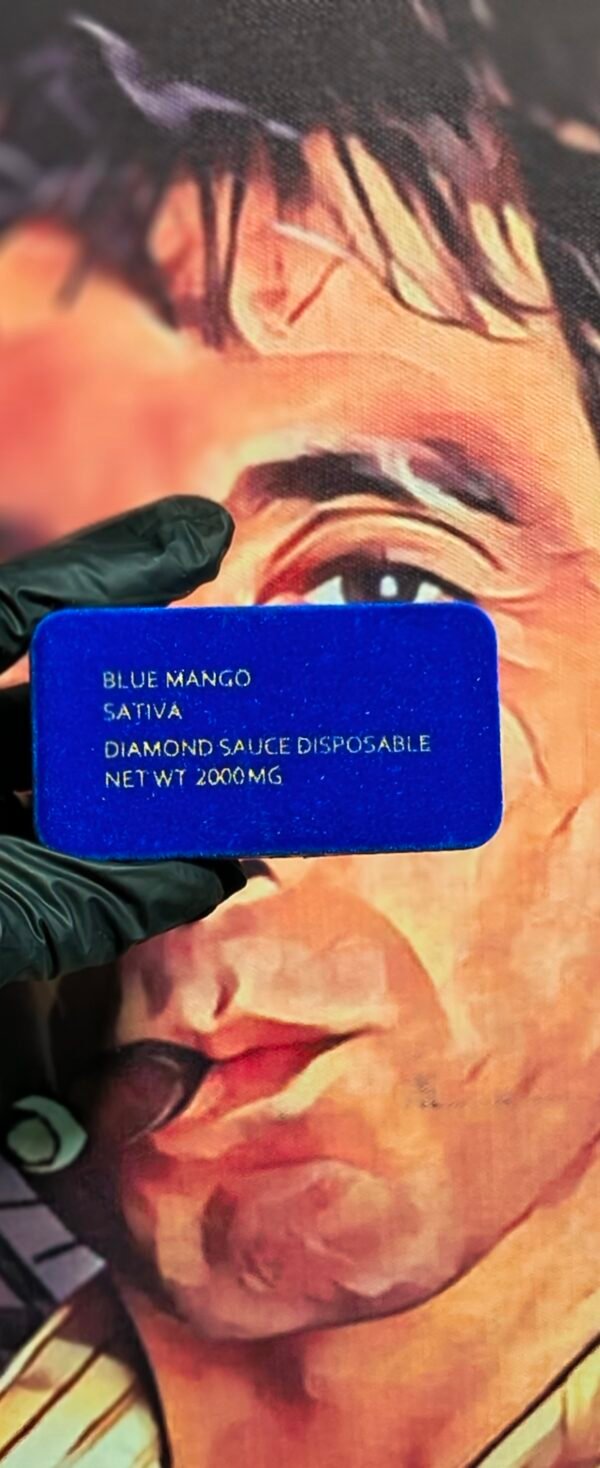 BLUE MANGO
SATIVA
DIAMOND SAUCE DISPOSABLE
NET WT 2000MG